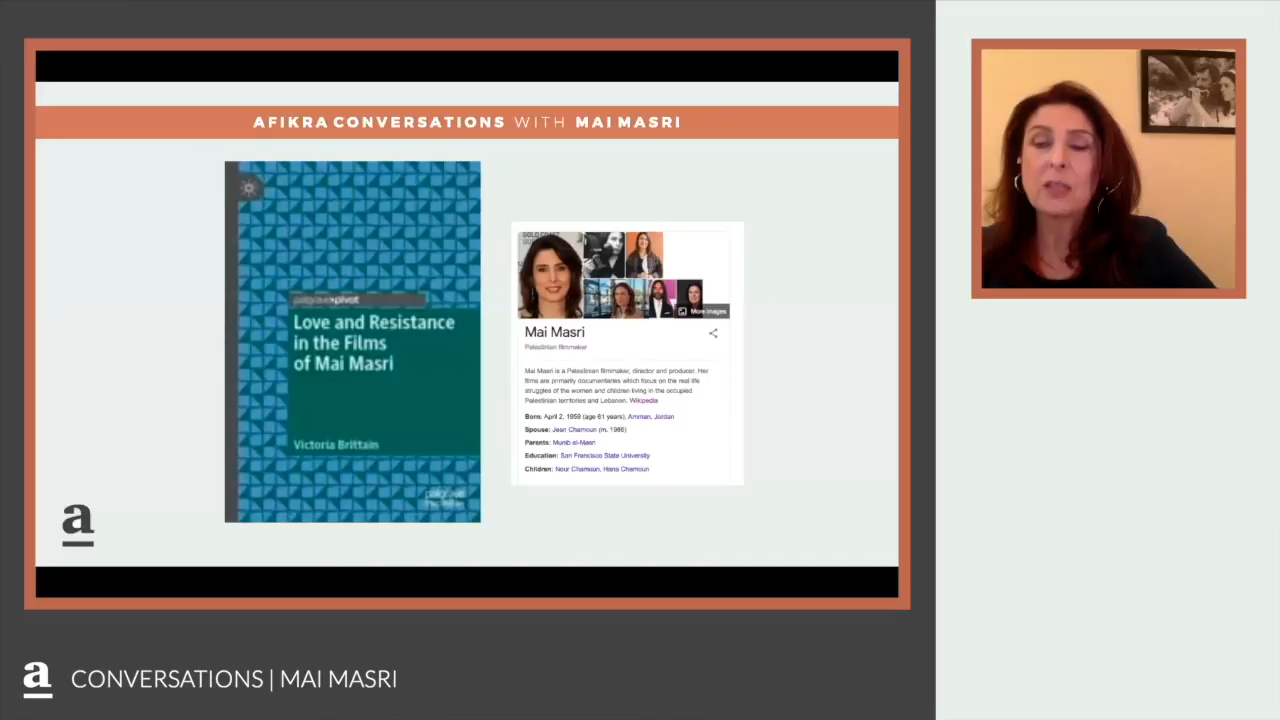 AFIKRA CONVERSATIONS WITH MAI MASRI
palgrave pivot
Love and Resistance
in the Films
of Mai Masri
Victoria Brittain
palgrave
More images
Mai Masri
Palestinian filmmaker
Mai Masri is a Palestinian filmmaker, director and producer. Her
films are primarily documentaries which focus on the real life
struggles of the women and children living in the occupied
Palestinian territories and Lebanon. Wikipedia
Born: April 2, 1959 (age 61 years), Amman, Jordan
Spouse: Jean Chamoun (m. 1986)
Parents: Munib al-Masri
Education: San Francisco State University
Children: Nour Chamoun, Hana Chamoun
a
a CONVERSATIONS | MAI MASRI